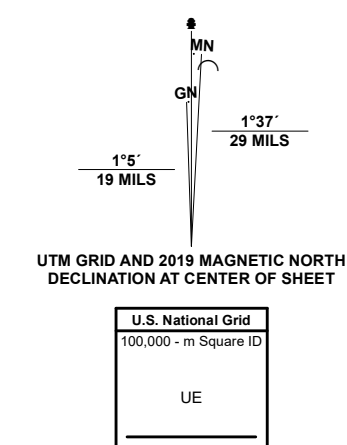 MN
GN
1°37´
29 MILS
1°5´
19 MILS
UTM GRID AND 2019 MAGNETIC NORTH
DECLINATION AT CENTER OF SHEET
U.S. National Grid
100,000 - m Square ID
UE